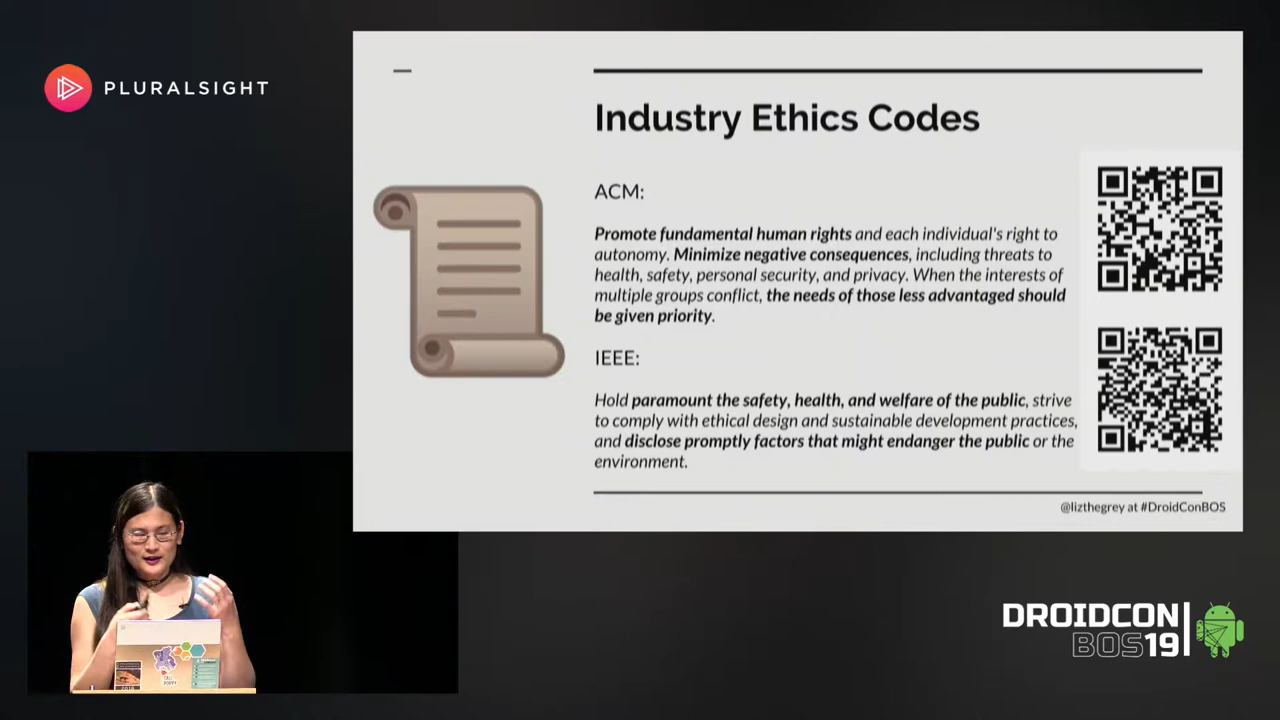 PLURALSIGHT
Industry Ethics Codes
ACM:
Promote fundamental human rights and each individual's right to
autonomy. Minimize negative consequences, including threats to
health, safety, personal security, and privacy. When the interests of
multiple groups conflict, the needs of those less advantaged should
be given priority.
IEEE:
Hold paramount the safety, health, and welfare of the public, strive
to comply with ethical design and sustainable development practices,
and disclose promptly factors that might endanger the public or the
environment.
@lizthegrey at #DroidConBOS
TALL
POPPY
DROIDCON
BOS19